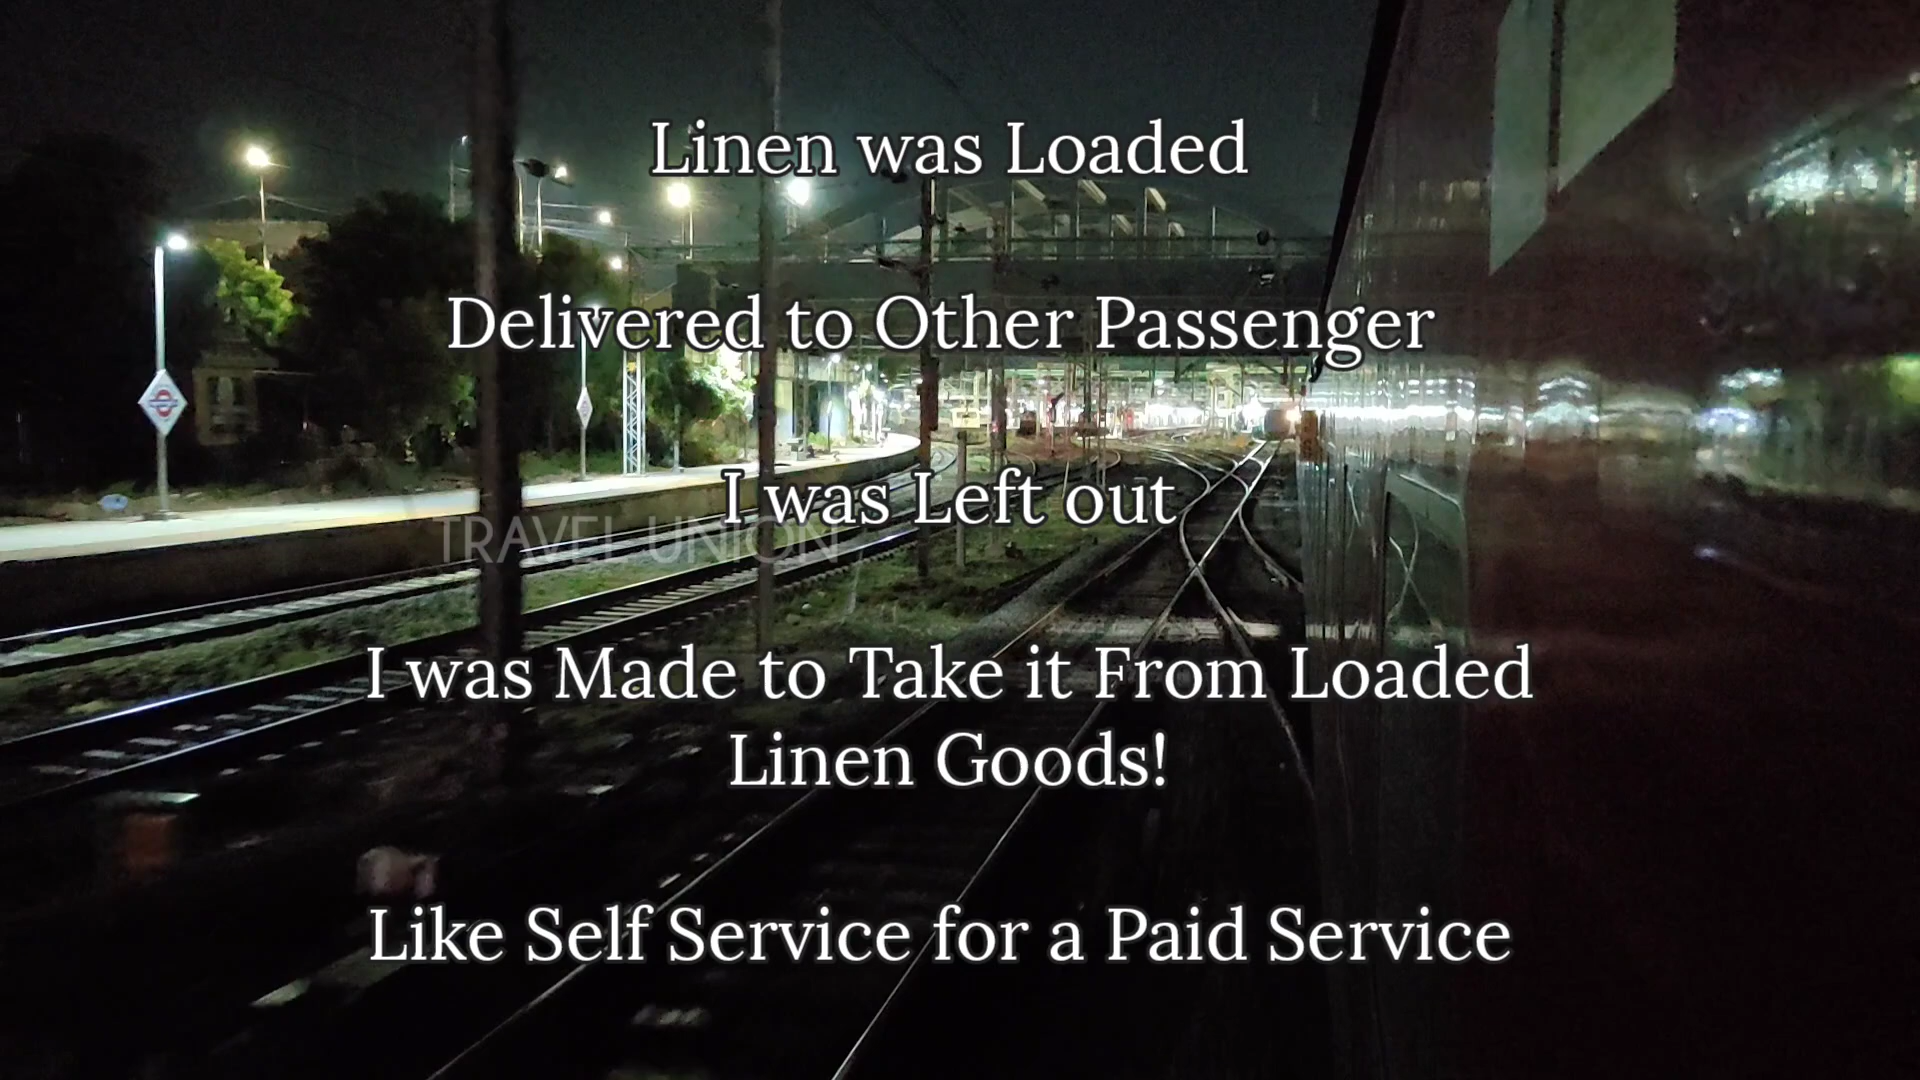 Linen was Loaded
Delivered to Other Passenger
I was Left out
TRAVEL UNION
I was Made to Take it From Loaded
Linen Goods!
Like Self Service for a Paid Service